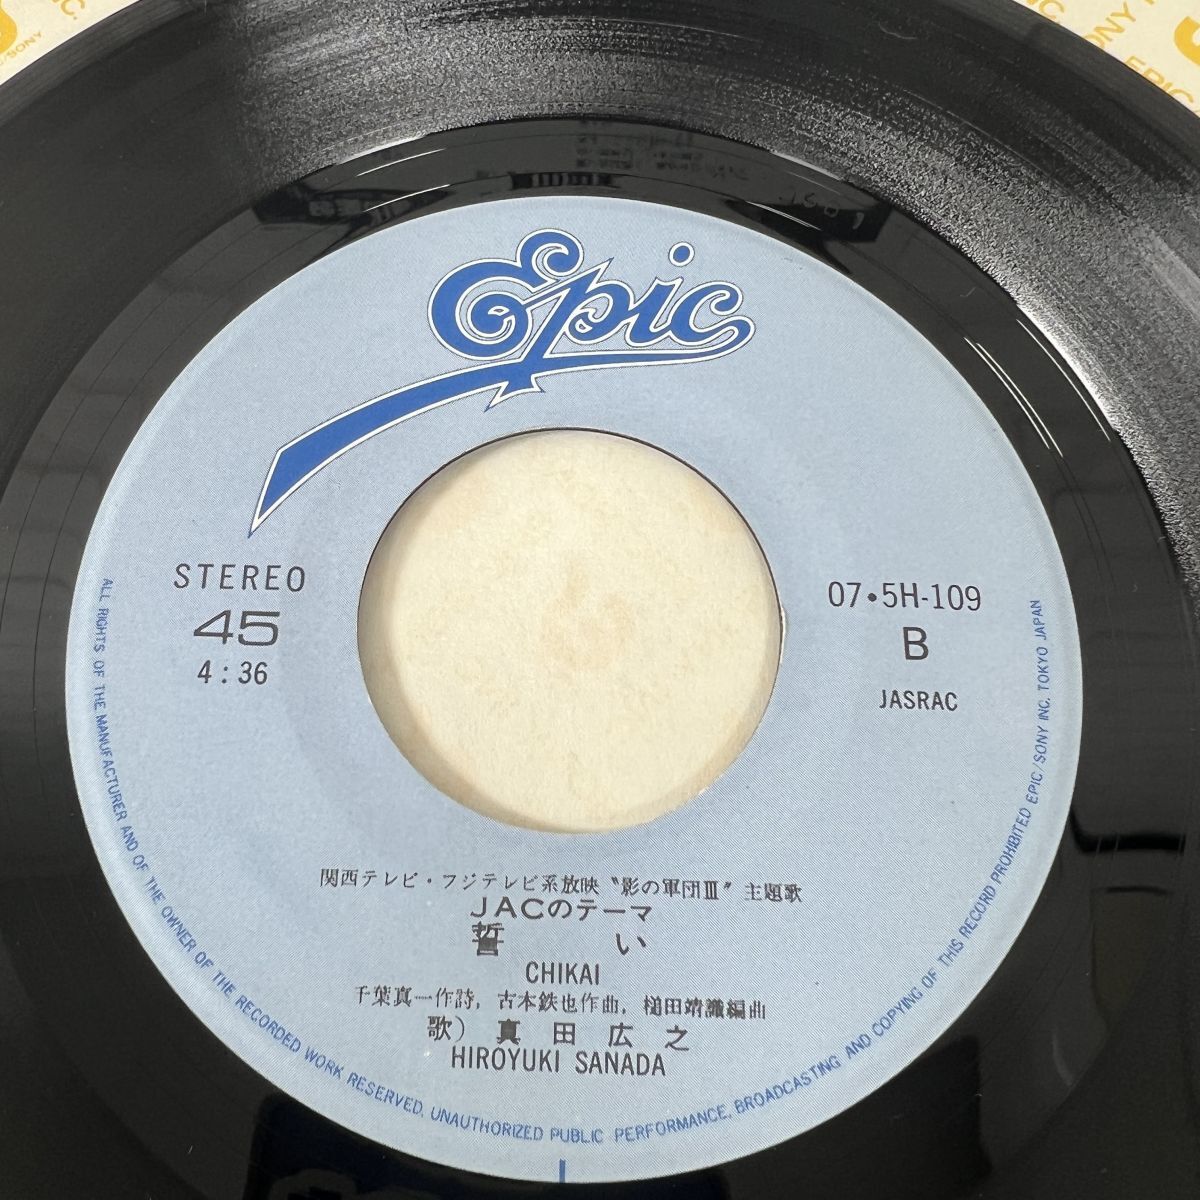 Epic
STEREO
45
4:36
07・5H-109
B
JASRAC
関西テレビ・フジテレビ系放映〝影の軍団Ⅲ〟主題歌
JACのテーマ
誓い
CHIKAI
千葉真一作詩，古本鉄也作曲，槌田靖識編曲
歌）真田広之
HIROYUKI SANADA
ALL RIGHTS OF THE MANUFACTURER AND OF THE OWNER OF THE RECORDED WORK RESERVED. UNAUTHORIZED PUBLIC PERFORMANCE, BROADCASTING AND COPYING OF THIS RECORD PROHIBITED EPIC/SONY INC. TOKYO JAPAN